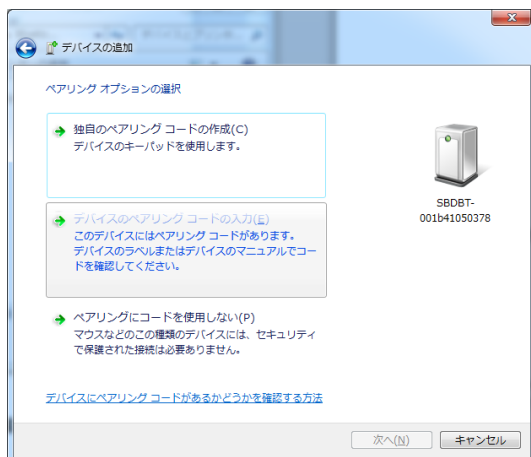 デバイスの追加
ペアリング オプションの選択
独自のペアリング コードの作成(C)
デバイスのキーパッドを使用します。
デバイスのペアリング コードの入力(E)
このデバイスにはペアリング コードがあります。
デバイスのラベルまたはデバイスのマニュアルでコー
ドを確認してください。
ペアリングにコードを使用しない(P)
マウスなどのこの種類のデバイスには、セキュリティ
で保護された接続は必要ありません。
SBDBT-
001b41050378
デバイスにペアリング コードがあるかどうかを確認する方法
次へ(N)
キャンセル